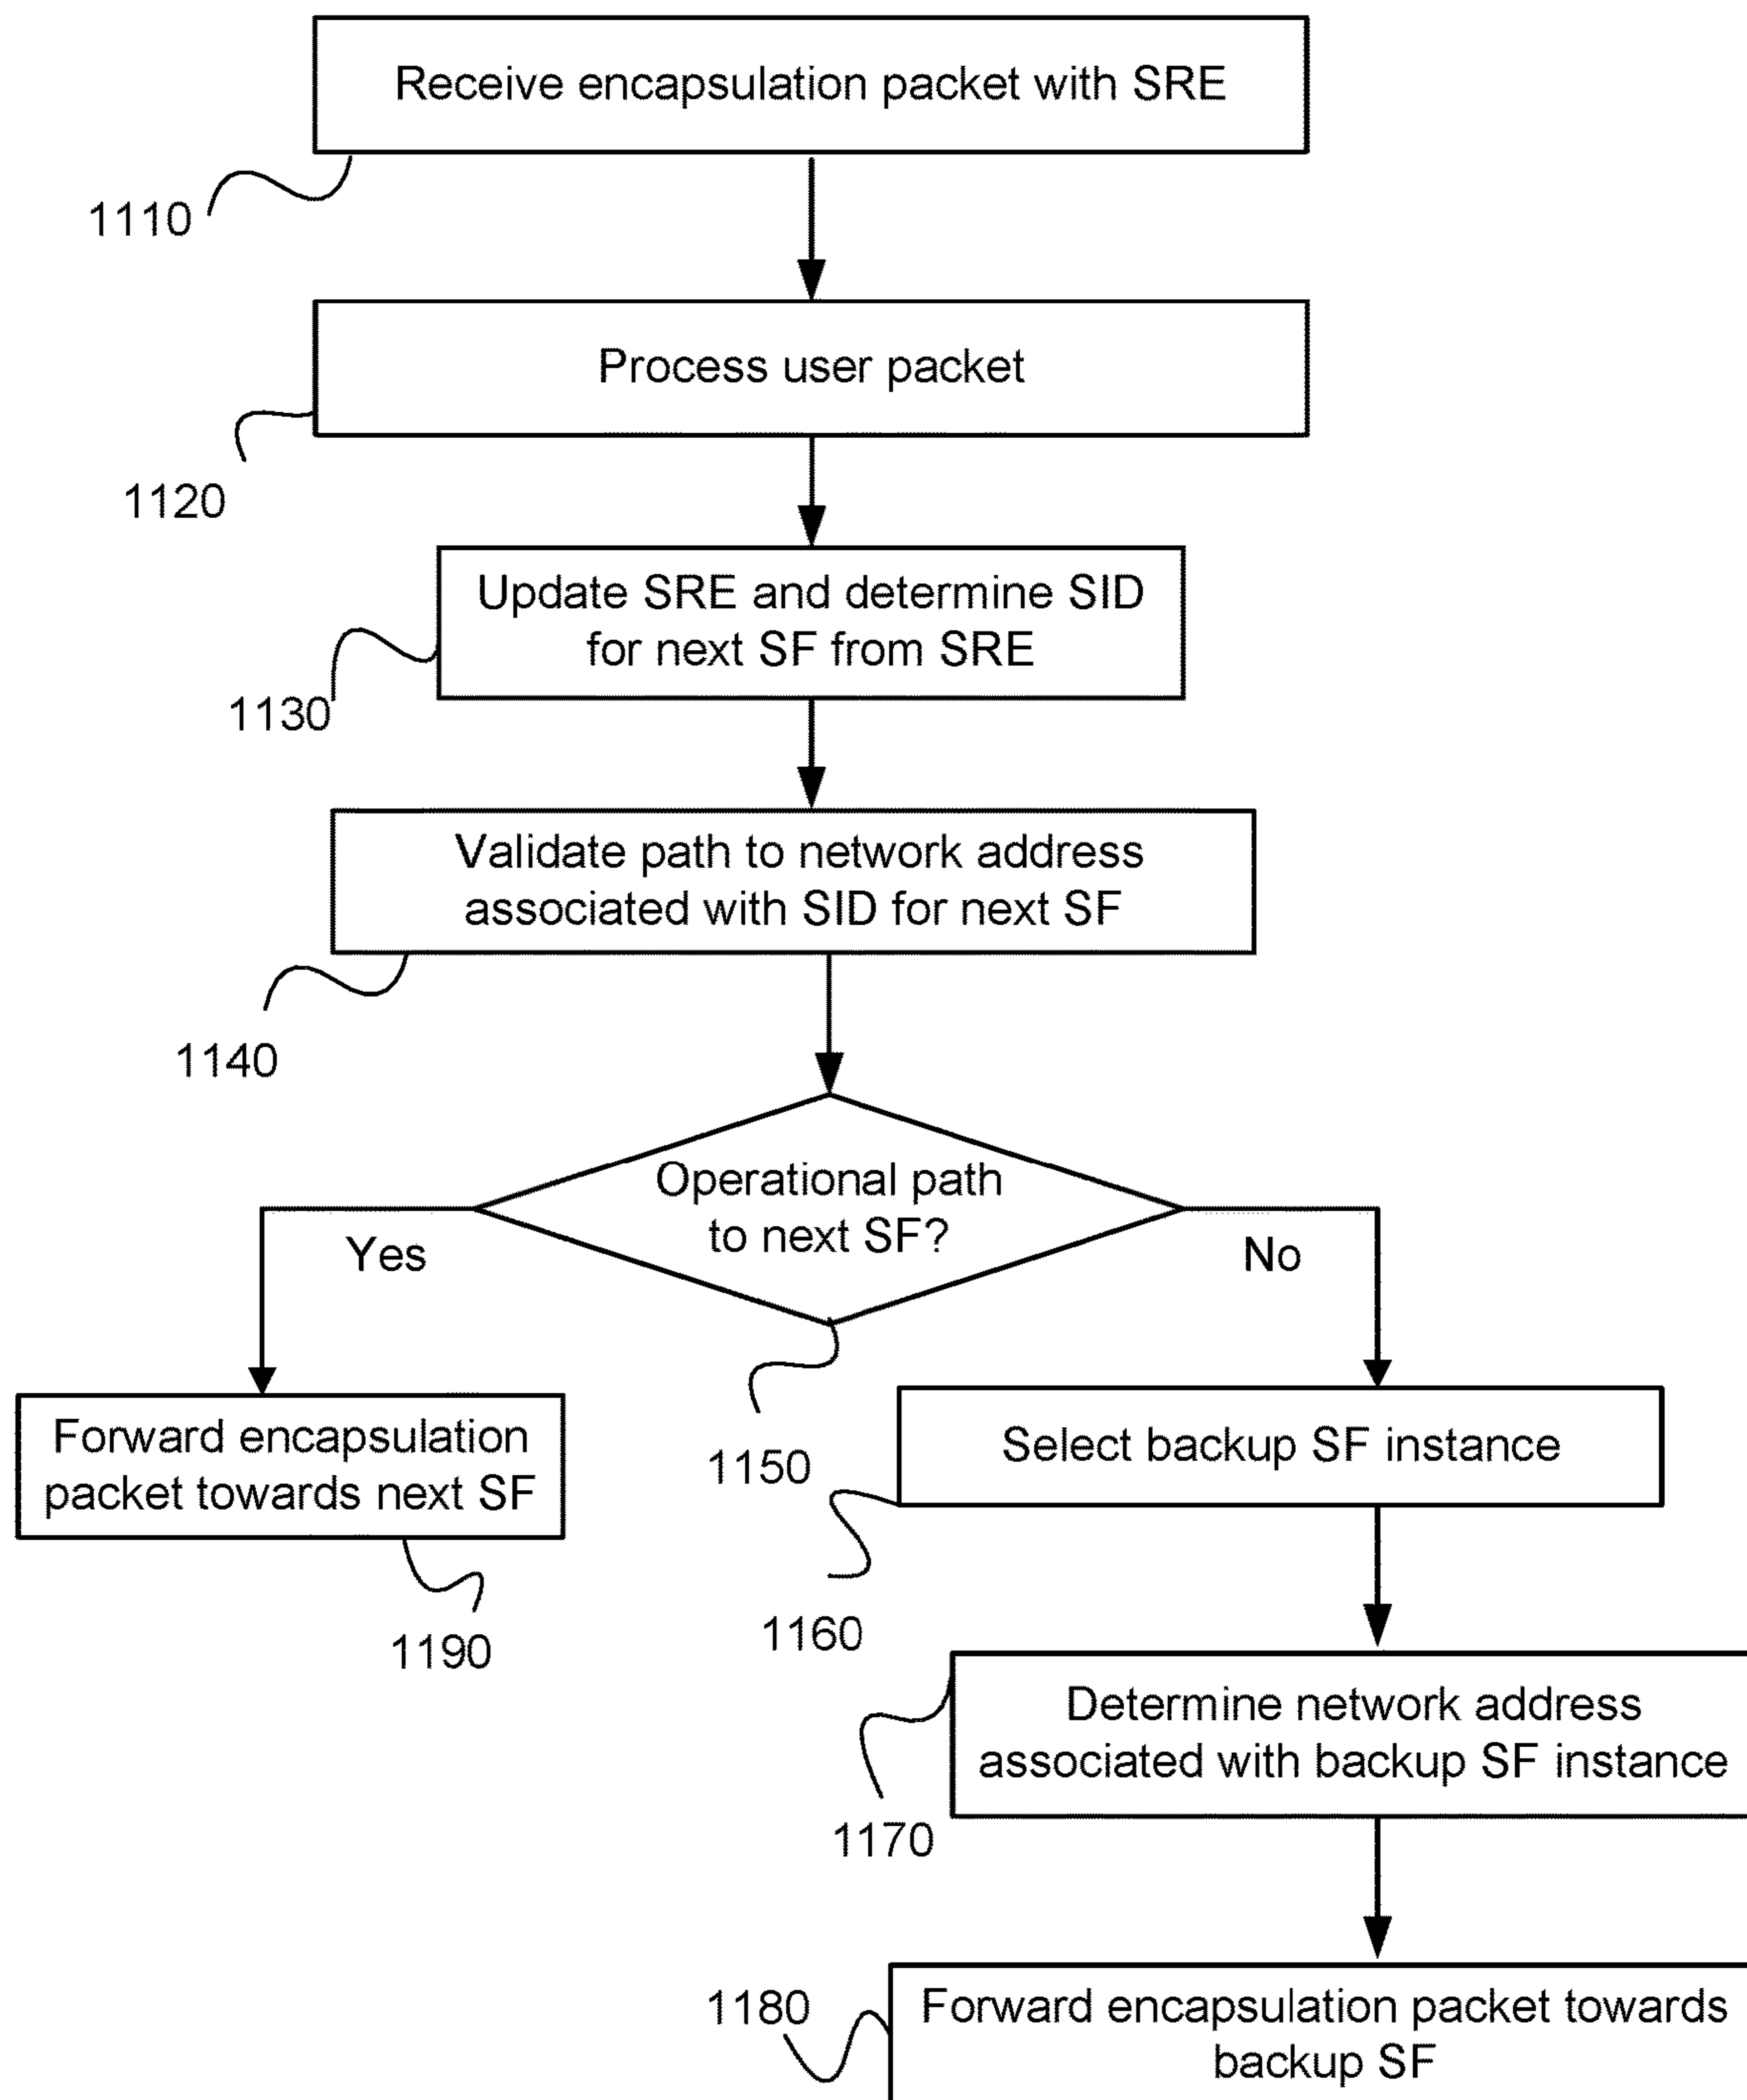 Receive encapsulation packet with SRE
1110
Process user packet
1120
Update SRE and determine SID
for next SF from SRE
1130
Validate path to network address
associated with SID for next SF
1140
Operational path
to next SF?
Yes
No
1150
Forward encapsulation
packet towards next SF
1190
Select backup SF instance
1160
Determine network address
associated with backup SF instance
1170
1180
Forward encapsulation packet towards
backup SF